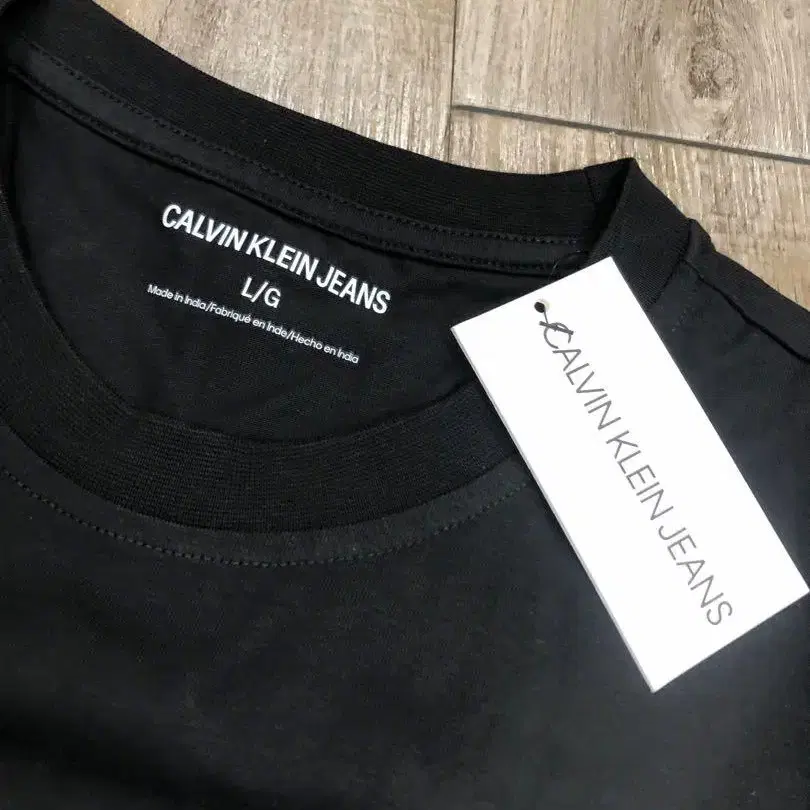 CALVIN KLEIN JEANS
L/G
Made in India/Fabriqué en Inde/Hecho en India
CALVIN KLEIN JEANS